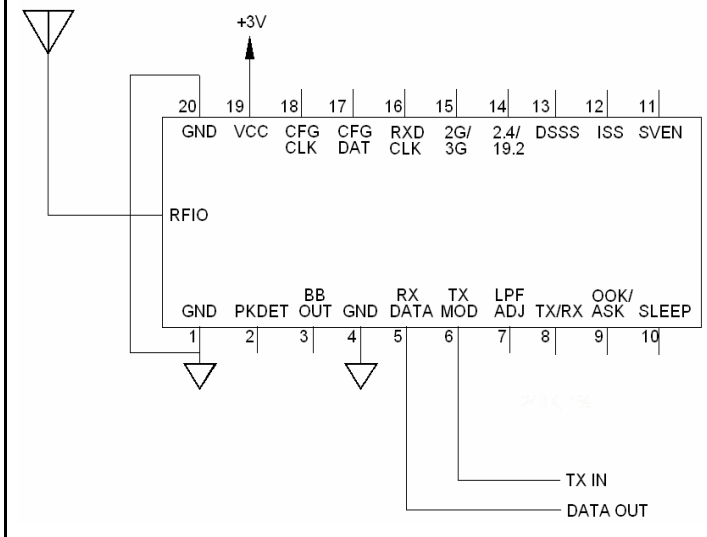 +3V
20 19 18 17 16 15 14 13 12 11
GND VCC CFG CFG RXD 2G/ 2.4/ DSSS ISS SVEN
CLK DAT CLK 3G 19.2
RFIO
BB RX TX LPF OOK/
GND PKDET OUT GND DATA MOD ADJ TX/RX ASK SLEEP
1 2 3 4 5 6 7 8 9 10
TX IN
DATA OUT